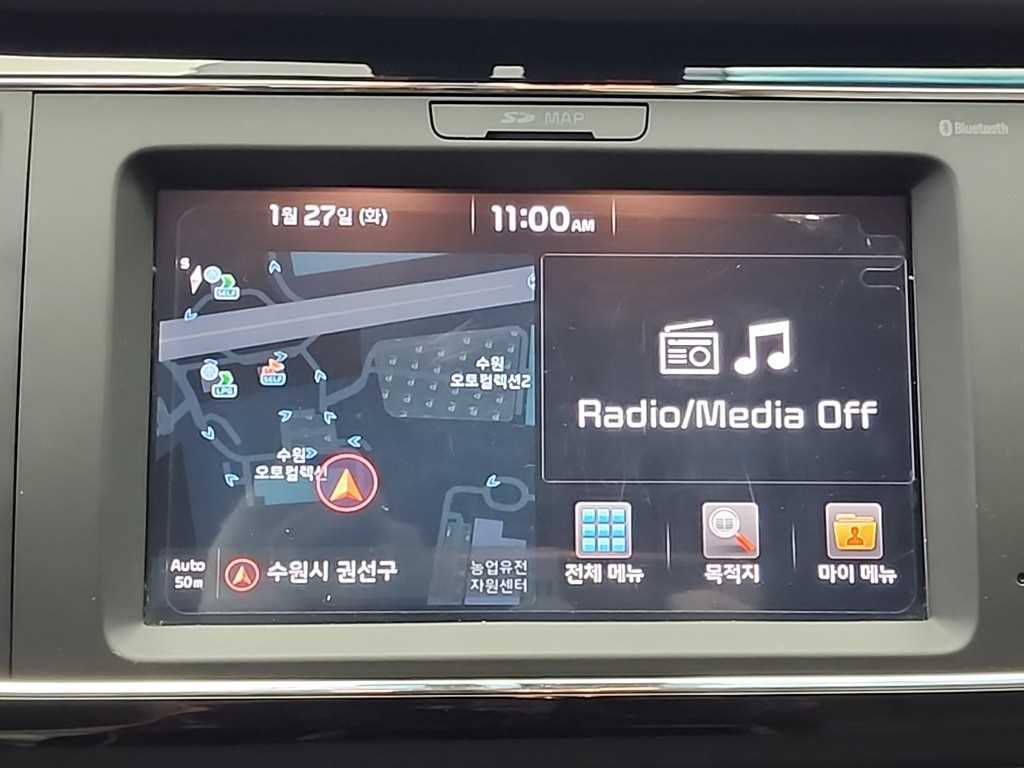 SD MAP
Bluetooth
1월 27일 (화)
11:00AM
S
SELF
수원
오토컬렉션2
LPG
SELF
수원
오토컬렉션
Radio/Media Off
Auto
50m
수원시 권선구
농업유전
자원센터
전체 메뉴
목적지
마이 메뉴